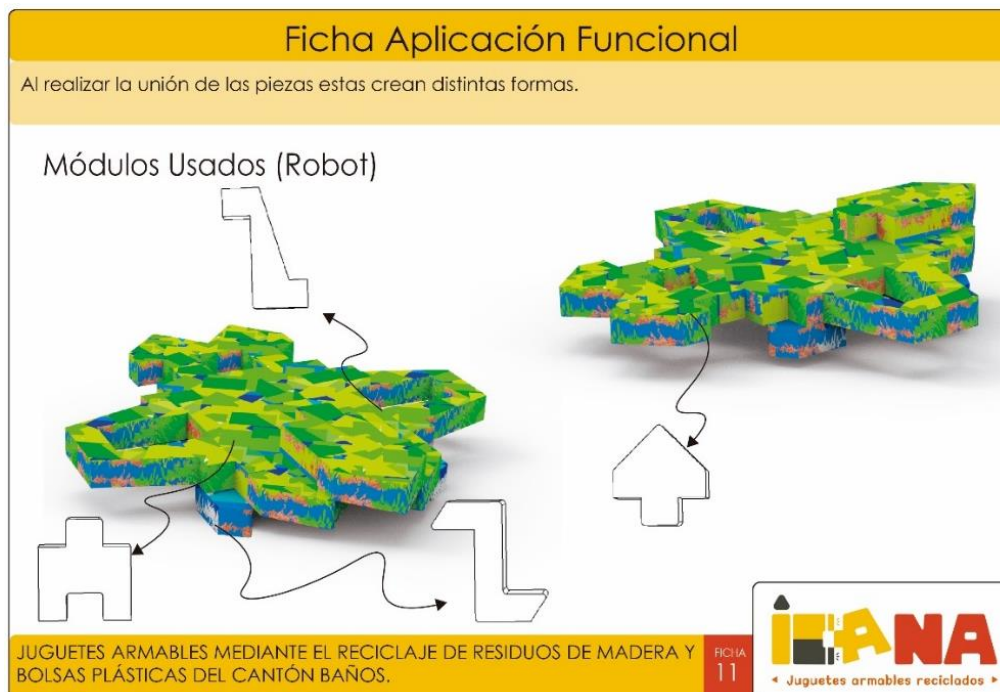 Ficha Aplicación Funcional
Al realizar la unión de las piezas estas crean distintas formas.
Módulos Usados (Robot)
JUGUETES ARMABLES MEDIANTE EL RECICLAJE DE RESIDUOS DE MADERA Y
BOLSAS PLÁSTICAS DEL CANTÓN BAÑOS.
FICHA
11
Juguetes armables reciclados